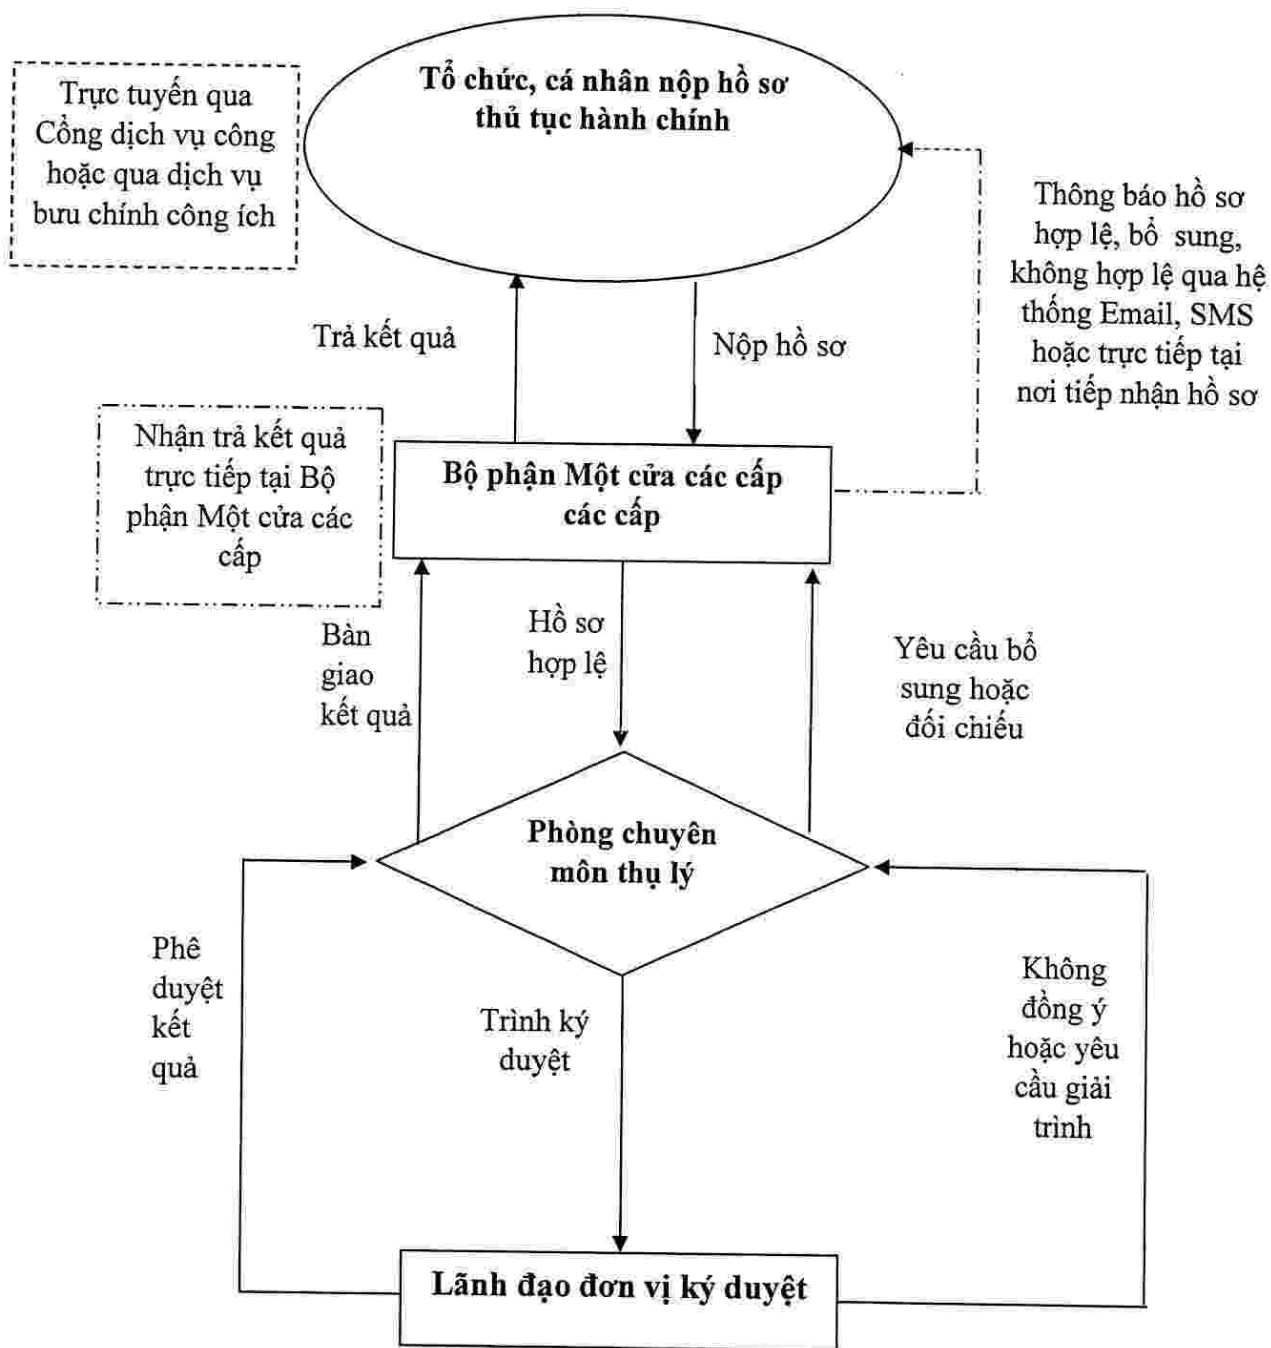 Tổ chức, cá nhân nộp hồ sơ
thủ tục hành chính
Trực tuyến qua
Cổng dịch vụ công
hoặc qua dịch vụ
bưu chính công ích
Thông báo hồ sơ
hợp lệ, bổ sung,
không hợp lệ qua hệ
thống Email, SMS
hoặc trực tiếp tại
nơi tiếp nhận hồ sơ
Trả kết quả
Nộp hồ sơ
Nhận trả kết quả
trực tiếp tại Bộ
phận Một cửa các
cấp
Bộ phận Một cửa các cấp
các cấp
Bàn
giao
kết quả
Hồ sơ
hợp lệ
Yêu cầu bổ
sung hoặc
đối chiếu
Phòng chuyên
môn thụ lý
Phê
duyệt
kết
quả
Trình ký
duyệt
Không
đồng ý
hoặc yêu
cầu giải
trình
Lãnh đạo đơn vị ký duyệt